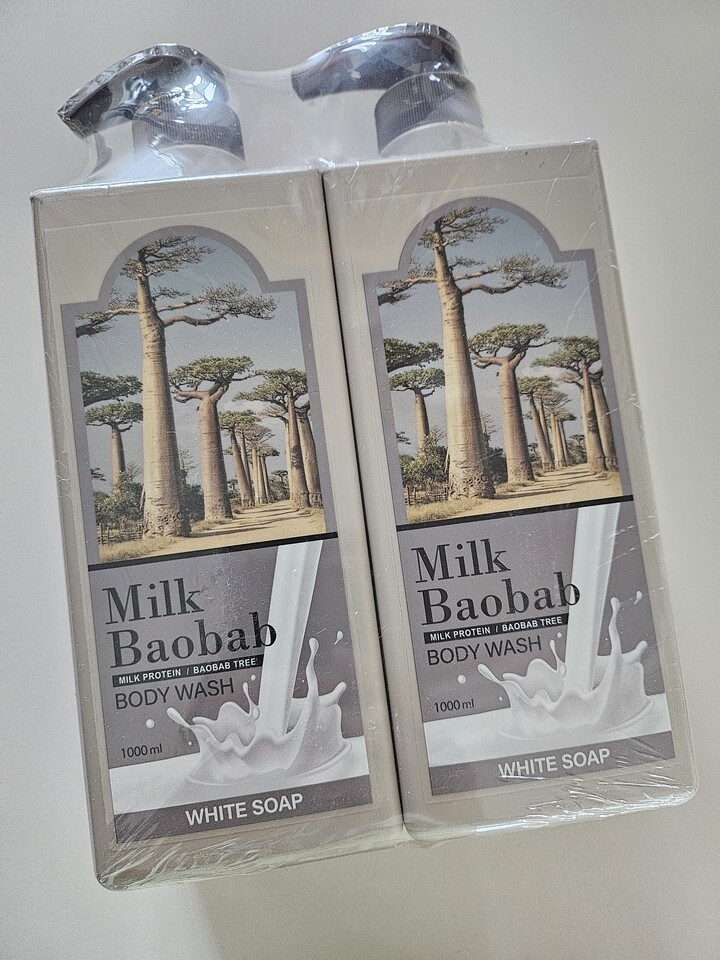 Milk
Baobab
MILK PROTEIN / BAOBAB TREE
BODY WASH
1000ml
WHITE SOAP
Milk
Baobab
MILK PROTEIN / BAOBAB TREE
BODY WASH
1000ml
WHITE SOAP